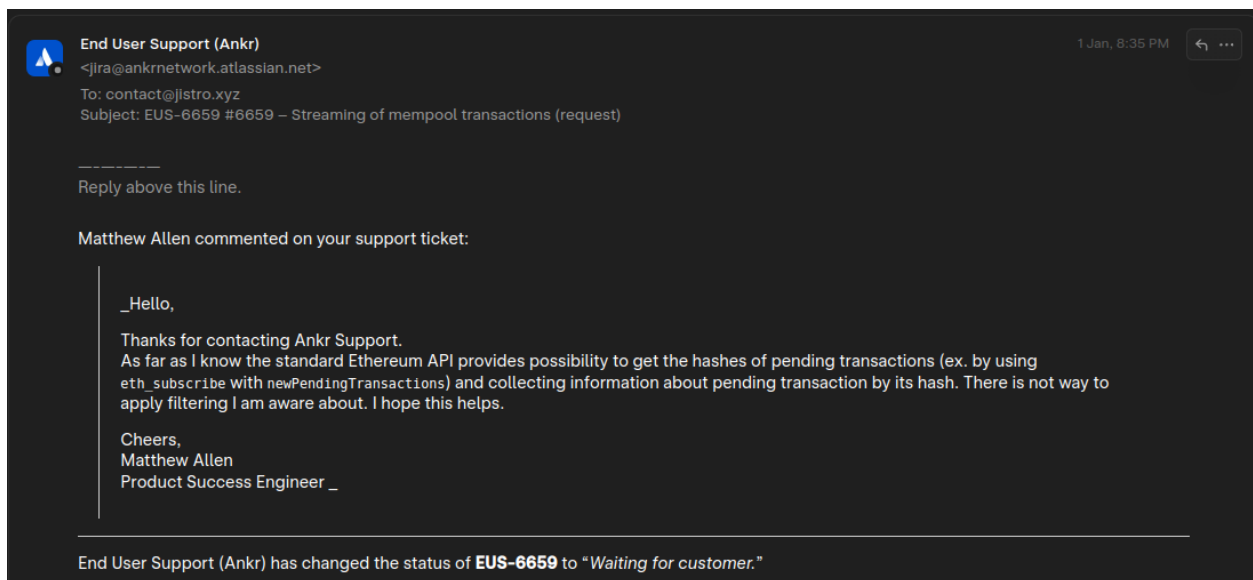 End User Support (Ankr)
1 Jan, 8:35 PM
<jira@ankrnetwork.atlassian.net>
To: contact@jistro.xyz
Subject: EUS-6659 #6659 – Streaming of mempool transactions (request)
—-—-—-—
Reply above this line.
Matthew Allen commented on your support ticket:
_Hello,
Thanks for contacting Ankr Support.
As far as I know the standard Ethereum API provides possibility to get the hashes of pending transactions (ex. by using
eth_subscribe with newPendingTransactions) and collecting information about pending transaction by its hash. There is not way to
apply filtering I am aware about. I hope this helps.
Cheers,
Matthew Allen
Product Success Engineer _
End User Support (Ankr) has changed the status of EUS-6659 to “Waiting for customer.”